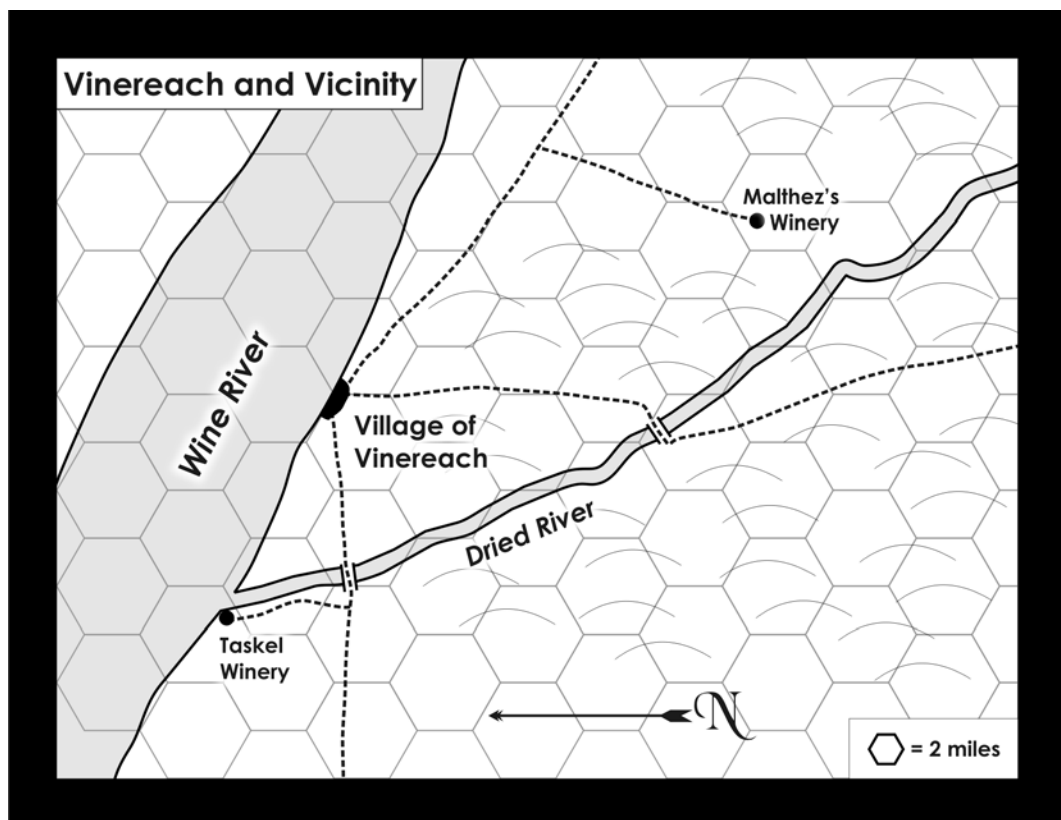 Vinereach and Vicinity
Malthez's
Winery
Wine River
Village of
Vinereach
Dried River
Taskel
Winery
N
= 2 miles